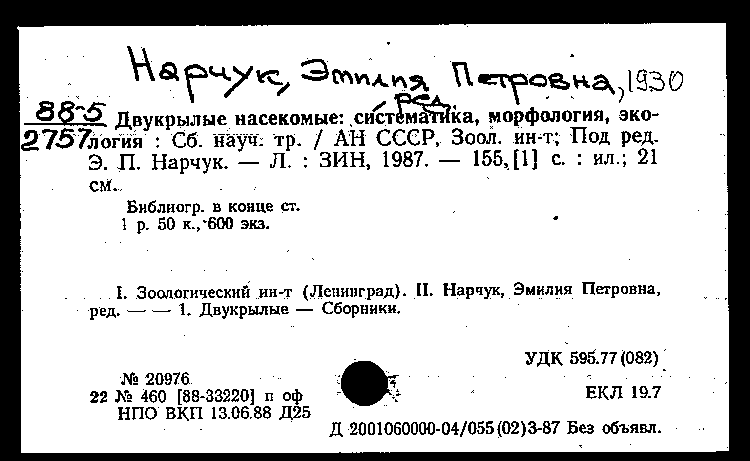 Нарчук, Эмилия Петровна, 1930
ред.
88-5
2757
Двукрылые насекомые: систематика, морфология, эко-
логия : Сб. науч. тр. / АН СССР, Зоол. ин-т; Под ред.
Э. П. Нарчук. — Л. : ЗИН, 1987. — 155,[1] с. : ил.; 21
см.
Библиогр. в конце ст.
1 р. 50 к., 600 экз.
I. Зоологический ин-т (Ленинград). II. Нарчук, Эмилия Петровна,
ред. — — 1. Двукрылые — Сборники.
УДК 595.77(082)
№ 20976
22 № 460 [88-33220] п оф
ЕКЛ 19.7
НПО ВКП 13.06.88 Д25
Д 2001060000-04/055(02)3-87 Без объявл.